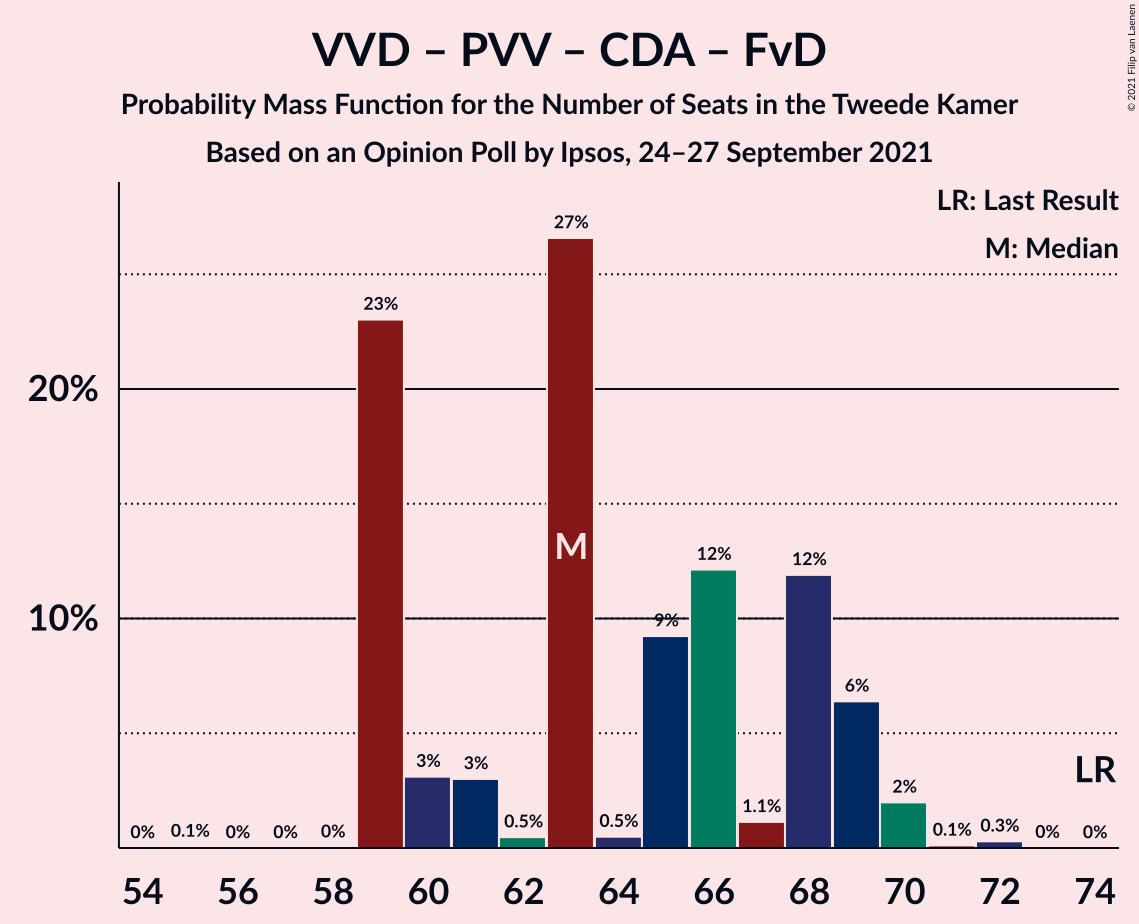 VVD – PVV – CDA – FvD
Probability Mass Function for the Number of Seats in the Tweede Kamer
Based on an Opinion Poll by Ipsos, 24–27 September 2021
© 2021 Filip van Laenen
LR: Last Result
M: Median
20%
10%
0%
0.1%
0%
0%
0%
23%
3%
3%
0.5%
27%
M
0.5%
9%
12%
1.1%
12%
6%
2%
0.1%
0.3%
0%
0%
LR
54 56 58 60 62 64 66 68 70 72 74